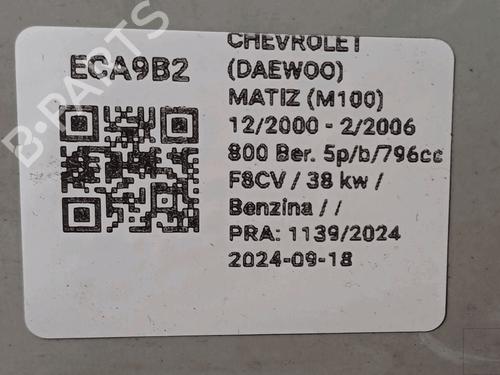 ECA9B2
CHEVROLET
(DAEWOO)
MATIZ (M100)
12/2000 - 2/2006
800 Ber. 5p/b/796cc
F8CV / 38 kw /
Benzina / /
PRA: 1139/2024
2024-09-18
B-PARTS